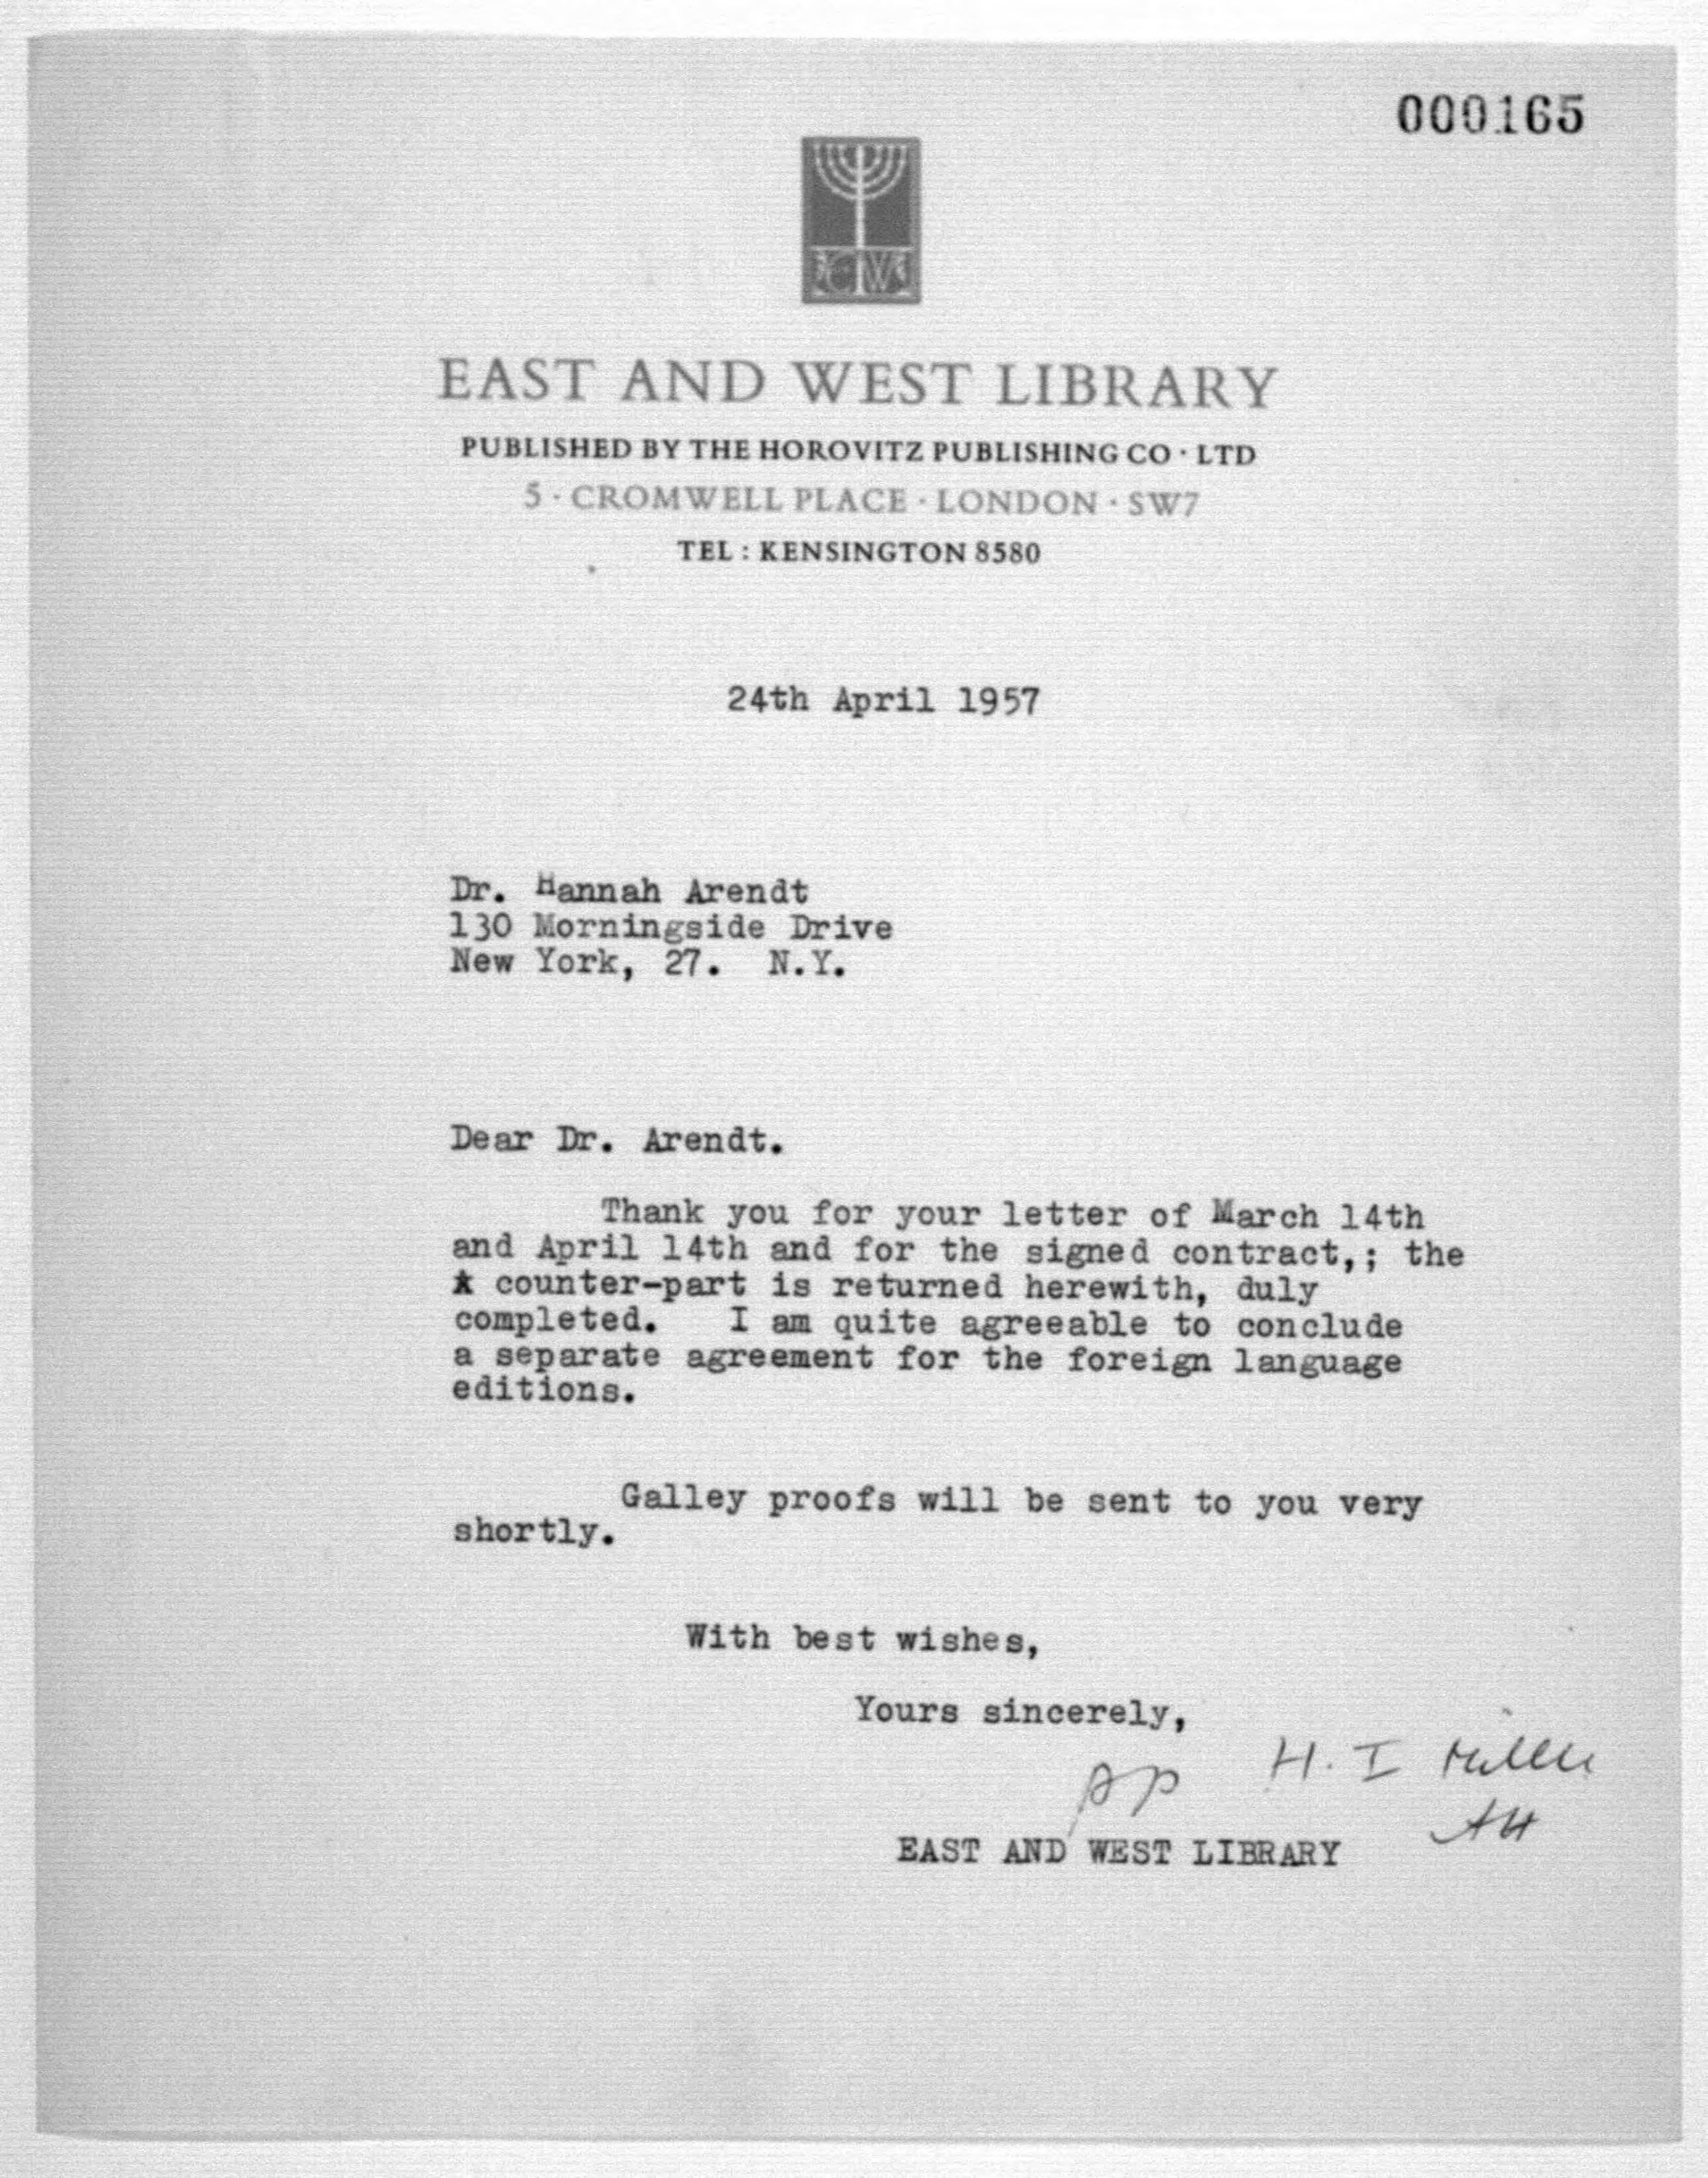 000165
EAST AND WEST LIBRARY
PUBLISHED BY THE HOROVITZ PUBLISHING CO · LTD
5 · CROMWELL PLACE · LONDON · SW7
TEL : KENSINGTON 8580
24th April 1957
Dr. Hannah Arendt
130 Morningside Drive
New York, 27. N.Y.
Dear Dr. Arendt.
Thank you for your letter of March 14th
and April 14th and for the signed contract,; the
counter-part is returned herewith, duly
completed. I am quite agreeable to conclude
a separate agreement for the foreign language
editions.
Galley proofs will be sent to you very
shortly.
With best wishes,
Yours sincerely,
pp H. I
EAST AND WEST LIBRARY